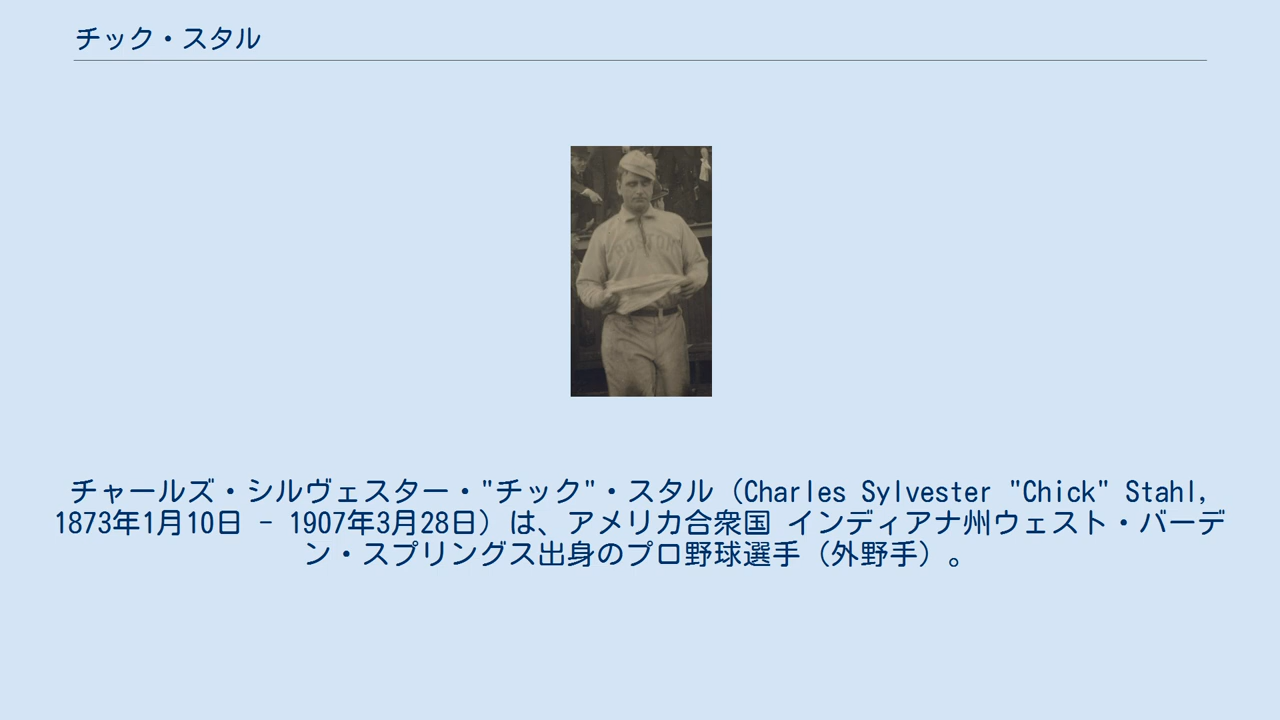 チック・スタル
BOSTON
チャールズ・シルヴェスター・"チック"・スタル（Charles Sylvester "Chick" Stahl,
1873年1月10日 - 1907年3月28日）は、アメリカ合衆国 インディアナ州ウェスト・バーデ
ン・スプリングス出身のプロ野球選手（外野手）。